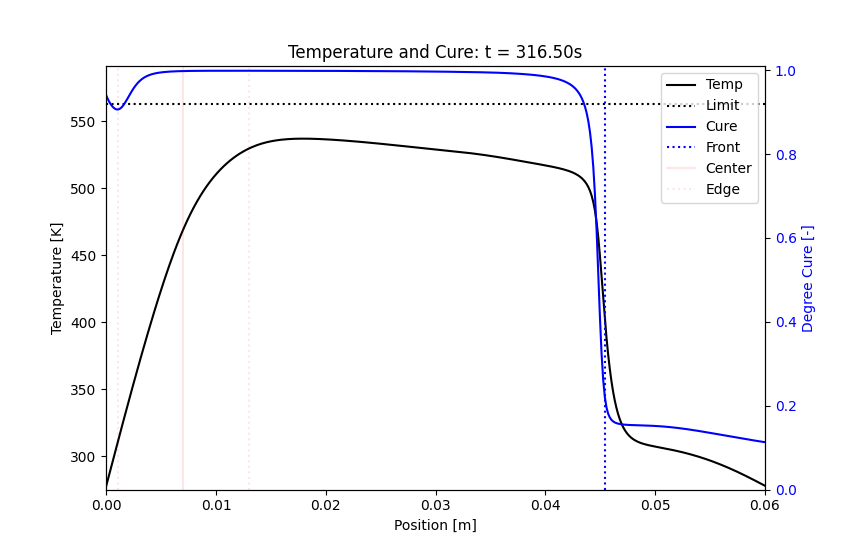 Temperature and Cure: t = 316.50s
Temp
Limit
Cure
Front
Center
Edge
Temperature [K]
550
500
450
400
350
300
Degree Cure [-]
1.0
0.8
0.6
0.4
0.2
0.0
0.00 0.01 0.02 0.03 0.04 0.05 0.06
Position [m]